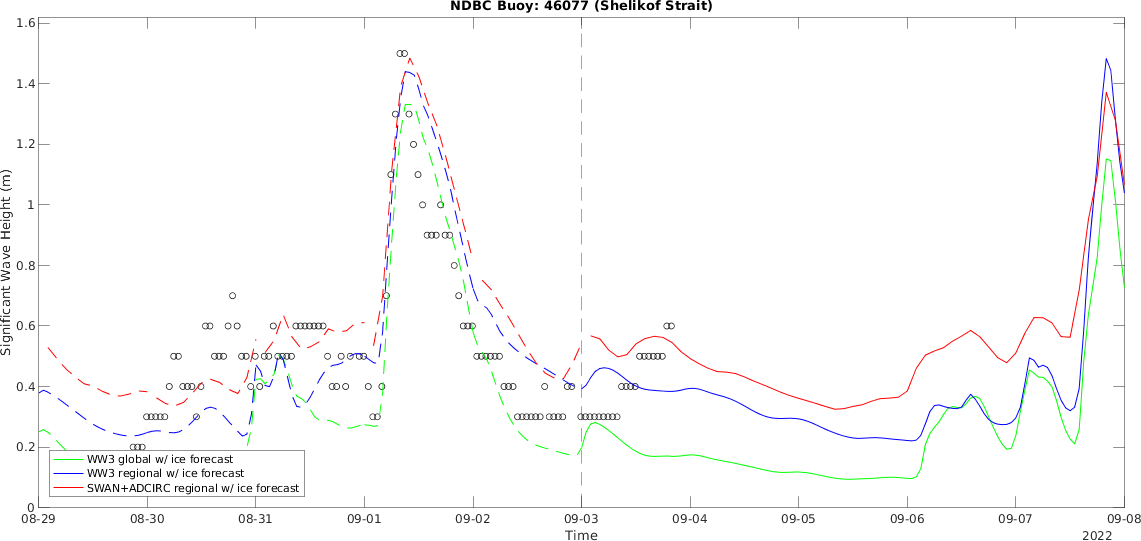 NDBC Buoy: 46077 (Shelikof Strait)
1.6
1.4
1.2
1
0.8
0.6
0.4
0.2
0
Significant Wave Height (m)
WW3 global w/ ice forecast
WW3 regional w/ ice forecast
SWAN+ADCIRC regional w/ ice forecast
08-29 08-30 08-31 09-01 09-02 09-03 09-04 09-05 09-06 09-07 09-08
Time
2022